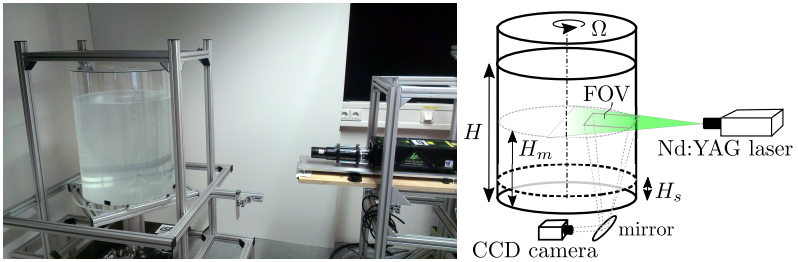 Ω
FOV
H
H_m
Nd:YAG laser
H_s
mirror
CCD camera